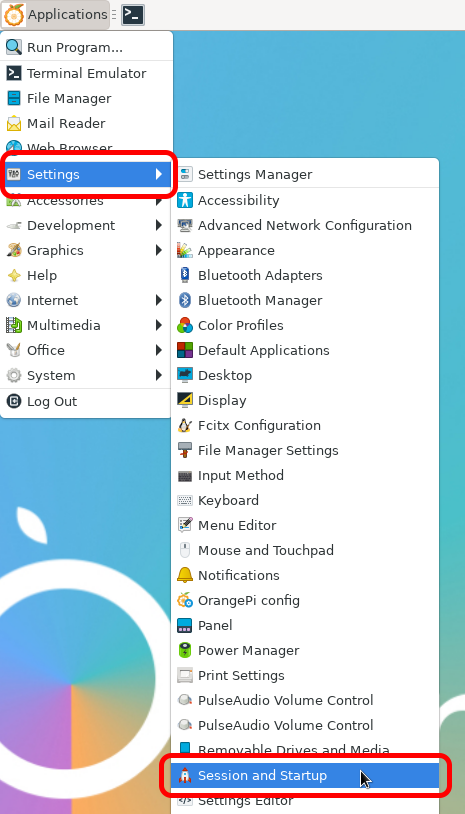 Applications
Run Program...
Terminal Emulator
File Manager
Mail Reader
Web Browser
Settings
Accessories
Development
Graphics
Help
Internet
Multimedia
Office
System
Log Out
Settings Manager
Accessibility
Advanced Network Configuration
Appearance
Bluetooth Adapters
Bluetooth Manager
Color Profiles
Default Applications
Desktop
Display
Fcitx Configuration
File Manager Settings
Input Method
Keyboard
Menu Editor
Mouse and Touchpad
Notifications
OrangePi config
Panel
Power Manager
Print Settings
PulseAudio Volume Control
PulseAudio Volume Control
Removable Drives and Media
Session and Startup
Settings Editor